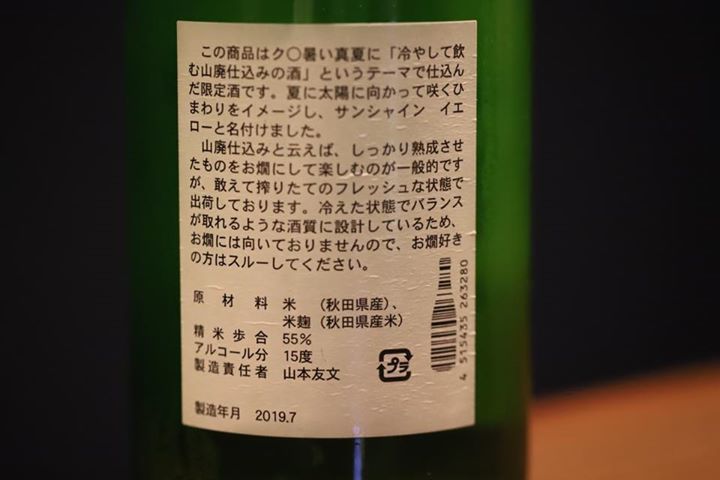 この商品はク〇暑い真夏に「冷やして飲
む山廃仕込みの酒」というテーマで仕込ん
だ限定酒です。夏に太陽に向かって咲くひ
まわりをイメージし、サンシャイン イエ
ローと名付けました。
山廃仕込みと云えば、しっかり熟成させ
たものをお燗にして楽しむのが一般的です
が、敢えて搾りたてのフレッシュな状態で
出荷しております。冷えた状態でバランス
が取れるような酒質に設計しているため、
お燗には向いておりませんので、お燗好き
の方はスルーしてください。
原材料 米 (秋田県産)、
米麹 (秋田県産米)
精米歩合 55%
アルコール分 15度
製造責任者 山本友文
プラ
4 515435 263280
製造年月 2019.7